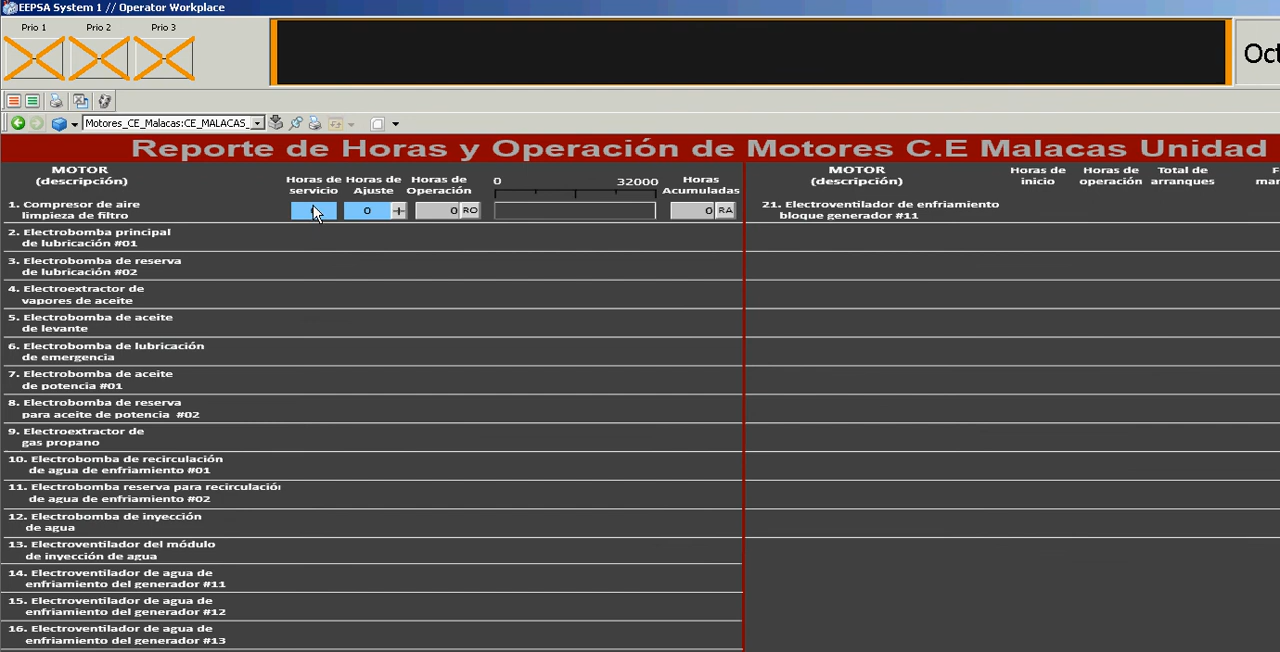 EEPSA System 1 // Operator Workplace
Prio 1 Prio 2 Prio 3
Oct
Motores_CE_Malacas:CE_MALACAS_
Reporte de Horas y Operación de Motores C.E Malacas Unidad
MOTOR
(descripción)
Horas de
servicio
Horas de
Ajuste
Horas de
Operación
0 32000
Horas
Acumuladas
1. Compresor de aire
limpieza de filtro
0 + 0 RO 0 RA
2. Electrobomba principal
de lubricación #01
3. Electrobomba de reserva
de lubricación #02
4. Electroextractor de
vapores de aceite
5. Electrobomba de aceite
de levante
6. Electrobomba de lubricación
de emergencia
7. Electrobomba de aceite
de potencia #01
8. Electrobomba de reserva
para aceite de potencia #02
9. Electroextractor de
gas propano
10. Electrobomba de recirculación
de agua de enfriamiento #01
11. Electrobomba reserva para recirculació
de agua de enfriamiento #02
12. Electrobomba de inyección
de agua
13. Electroventilador del módulo
de inyección de agua
14. Electroventilador de agua de
enfriamiento del generador #11
15. Electroventilador de agua de
enfriamiento del generador #12
16. Electroventilador de agua de
enfriamiento del generador #13
MOTOR
(descripción)
Horas de
inicio
Horas de
operación
Total de
arranques
F
mar
21. Electroventilador de enfriamiento
bloque generador #11